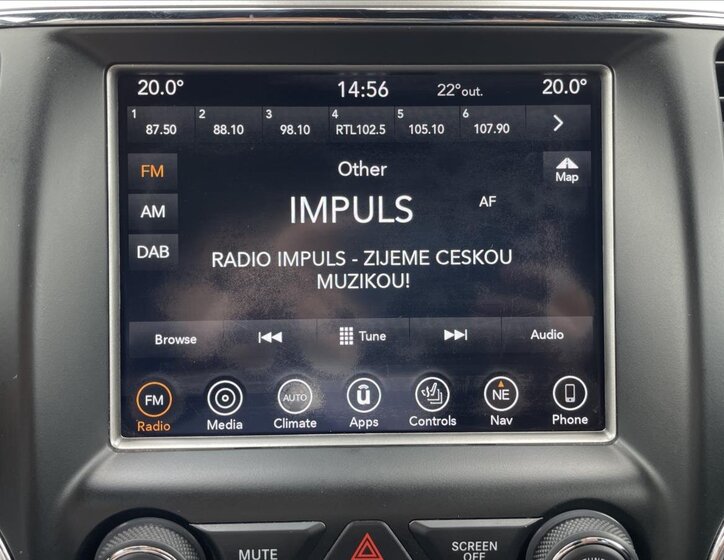 20.0° 14:56 22°out. 20.0°
1 2 3 4 5 6
87.50 88.10 98.10 RTL102.5 105.10 107.90
FM Other Map
IMPULS AF
AM
DAB
RADIO IMPULS - ZIJEME CESKOU
MUZIKOU!
Browse Tune Audio
FM AUTO NE
Radio Media Climate Apps Controls Nav Phone
MUTE SCREEN
OFF